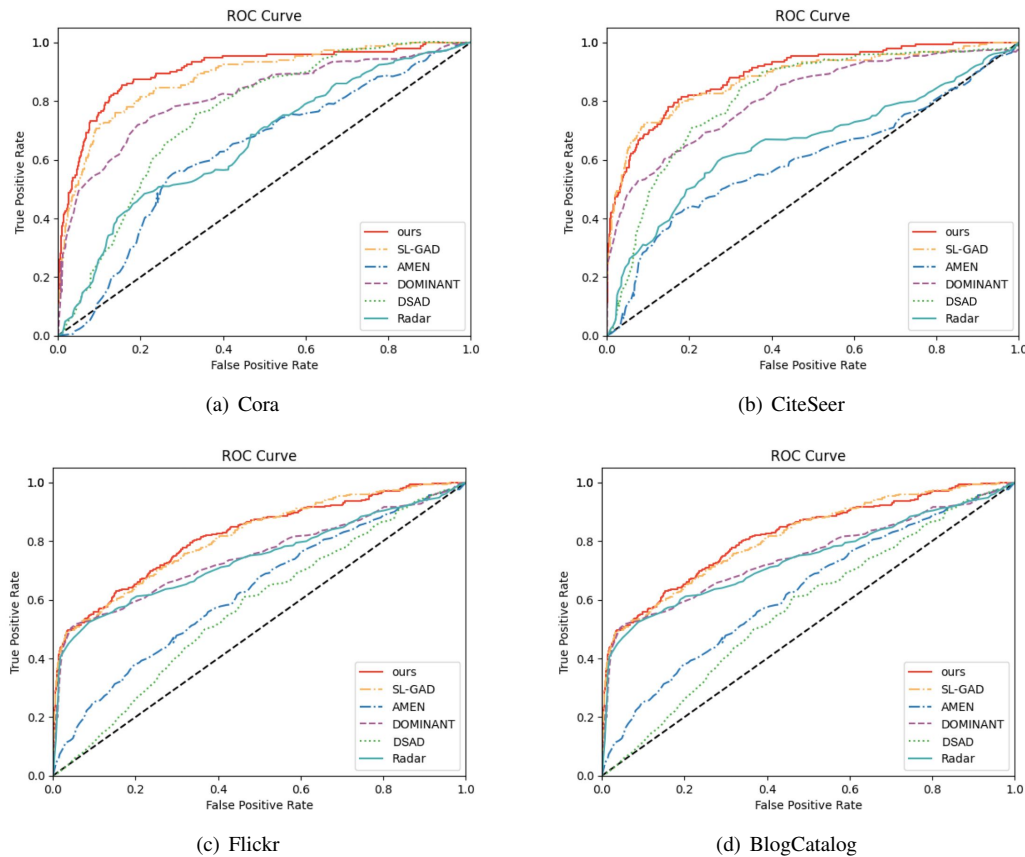 ROC Curve
True Positive Rate
1.0
1.0
0.8
0.6
0.4
0.2
0.0
0.0 0.2 0.4 0.6 0.8 1.0
ours
SL-GAD
AMEN
DOMINANT
DSAD
Radar
False Positive Rate
(a) Cora
ROC Curve
True Positive Rate
1.0
1.0
0.8
0.6
0.4
0.2
0.0
0.0 0.2 0.4 0.6 0.8 1.0
ours
SL-GAD
AMEN
DOMINANT
DSAD
Radar
False Positive Rate
(b) CiteSeer
ROC Curve
True Positive Rate
1.0
1.0
0.8
0.6
0.4
0.2
0.0
0.0 0.2 0.4 0.6 0.8 1.0
ours
SL-GAD
AMEN
DOMINANT
DSAD
Radar
False Positive Rate
(c) Flickr
ROC Curve
True Positive Rate
1.0
1.0
0.8
0.6
0.4
0.2
0.0
0.0 0.2 0.4 0.6 0.8 1.0
ours
SL-GAD
AMEN
DOMINANT
DSAD
Radar
False Positive Rate
(d) BlogCatalog